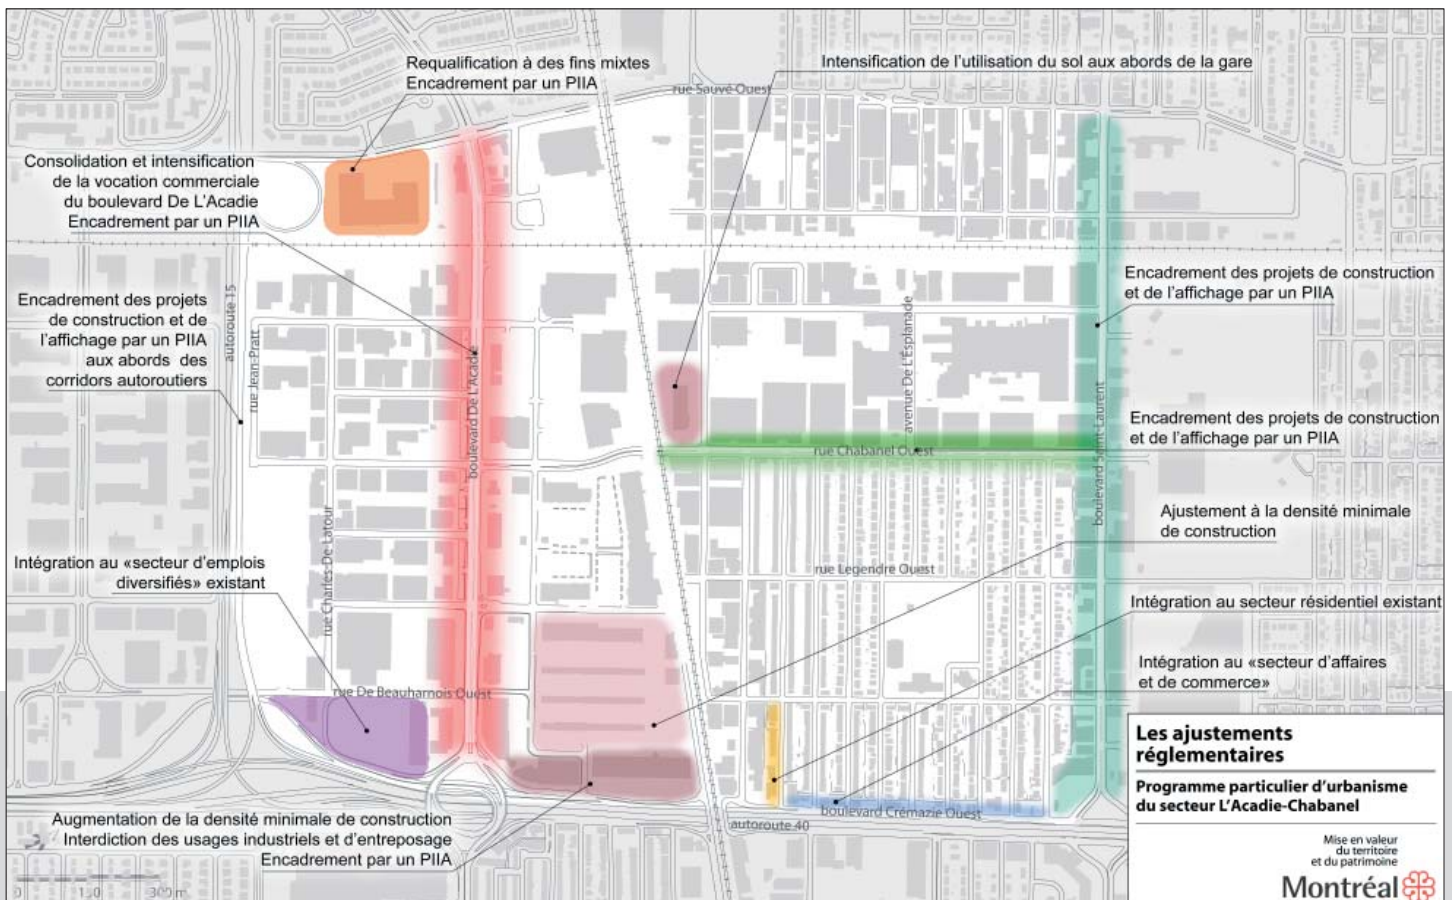 Requalification à des fins mixtes
Encadrement par un PIIA
Intensification de l'utilisation du sol aux abords de la gare
rue Sauvé Ouest
Consolidation et intensification
de la vocation commerciale
du boulevard De L'Acadie
Encadrement par un PIIA
Encadrement des projets de construction
et de l'affichage par un PIIA
Encadrement des projets
de construction et de
l'affichage par un PIIA
aux abords des
corridors autoroutiers
autoroute 15
rue Jean-Pratt
boulevard De L'Acadie
avenue De L'Esplanade
boulevard Saint-Laurent
Encadrement des projets de construction
et de l'affichage par un PIIA
rue Chabanel Ouest
Ajustement à la densité minimale
de construction
rue Charles-De Latour
Intégration au «secteur d'emplois
diversifiés» existant
rue Legendre Ouest
Intégration au secteur résidentiel existant
Intégration au «secteur d'affaires
et de commerce»
rue De Beauharnois Ouest
boulevard Crémazie Ouest
autoroute 40
Augmentation de la densité minimale de construction
Interdiction des usages industriels et d'entreposage
Encadrement par un PIIA
0 150 300 m
Les ajustements
réglementaires
Programme particulier d'urbanisme
du secteur L'Acadie-Chabanel
Mise en valeur
du territoire
et du patrimoine
Montréal